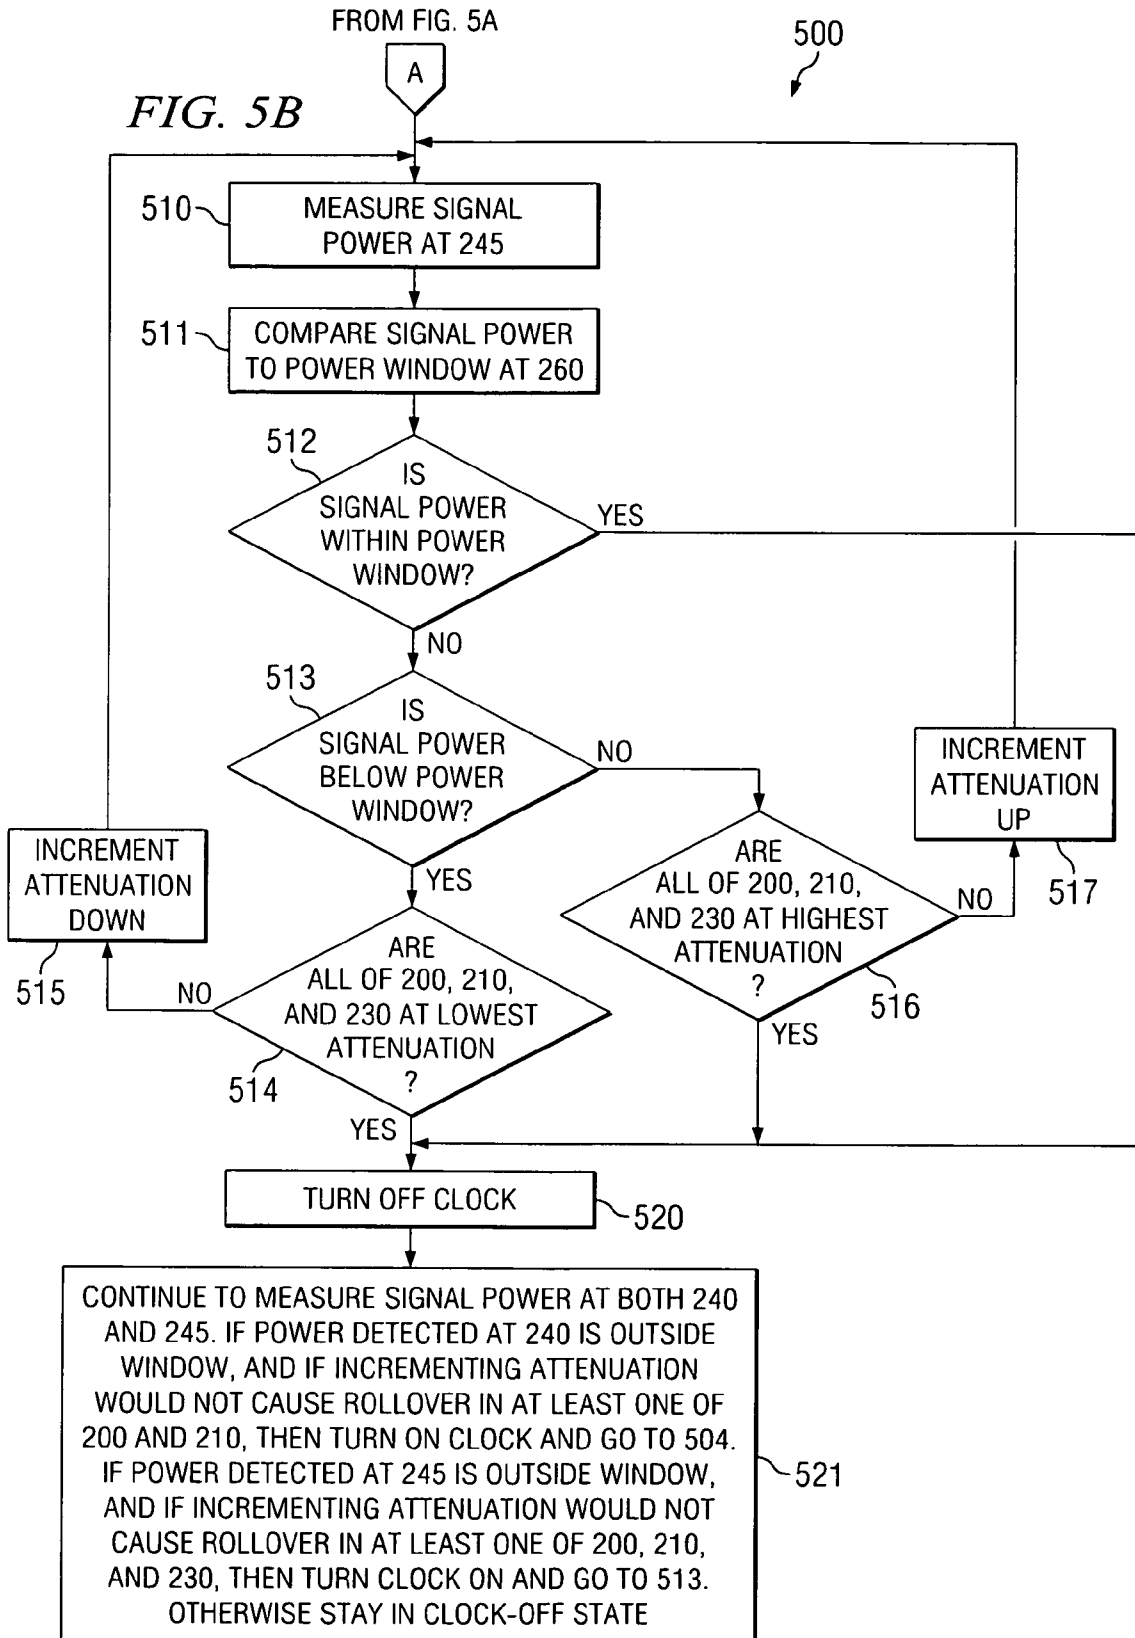 FROM FIG. 5A
500
A
FIG. 5B
510
MEASURE SIGNAL
POWER AT 245
511
COMPARE SIGNAL POWER
TO POWER WINDOW AT 260
512
IS
SIGNAL POWER
WITHIN POWER
WINDOW?
YES
NO
513
IS
SIGNAL POWER
BELOW POWER
WINDOW?
NO
YES
INCREMENT
ATTENUATION
UP
517
ARE
ALL OF 200, 210,
AND 230 AT HIGHEST
ATTENUATION
?
NO
516
YES
INCREMENT
ATTENUATION
DOWN
515
ARE
ALL OF 200, 210,
AND 230 AT LOWEST
ATTENUATION
?
NO
514
YES
TURN OFF CLOCK
520
CONTINUE TO MEASURE SIGNAL POWER AT BOTH 240
AND 245. IF POWER DETECTED AT 240 IS OUTSIDE
WINDOW, AND IF INCREMENTING ATTENUATION
WOULD NOT CAUSE ROLLOVER IN AT LEAST ONE OF
200 AND 210, THEN TURN ON CLOCK AND GO TO 504.
IF POWER DETECTED AT 245 IS OUTSIDE WINDOW,
AND IF INCREMENTING ATTENUATION WOULD NOT
CAUSE ROLLOVER IN AT LEAST ONE OF 200, 210,
AND 230, THEN TURN CLOCK ON AND GO TO 513.
OTHERWISE STAY IN CLOCK-OFF STATE
521